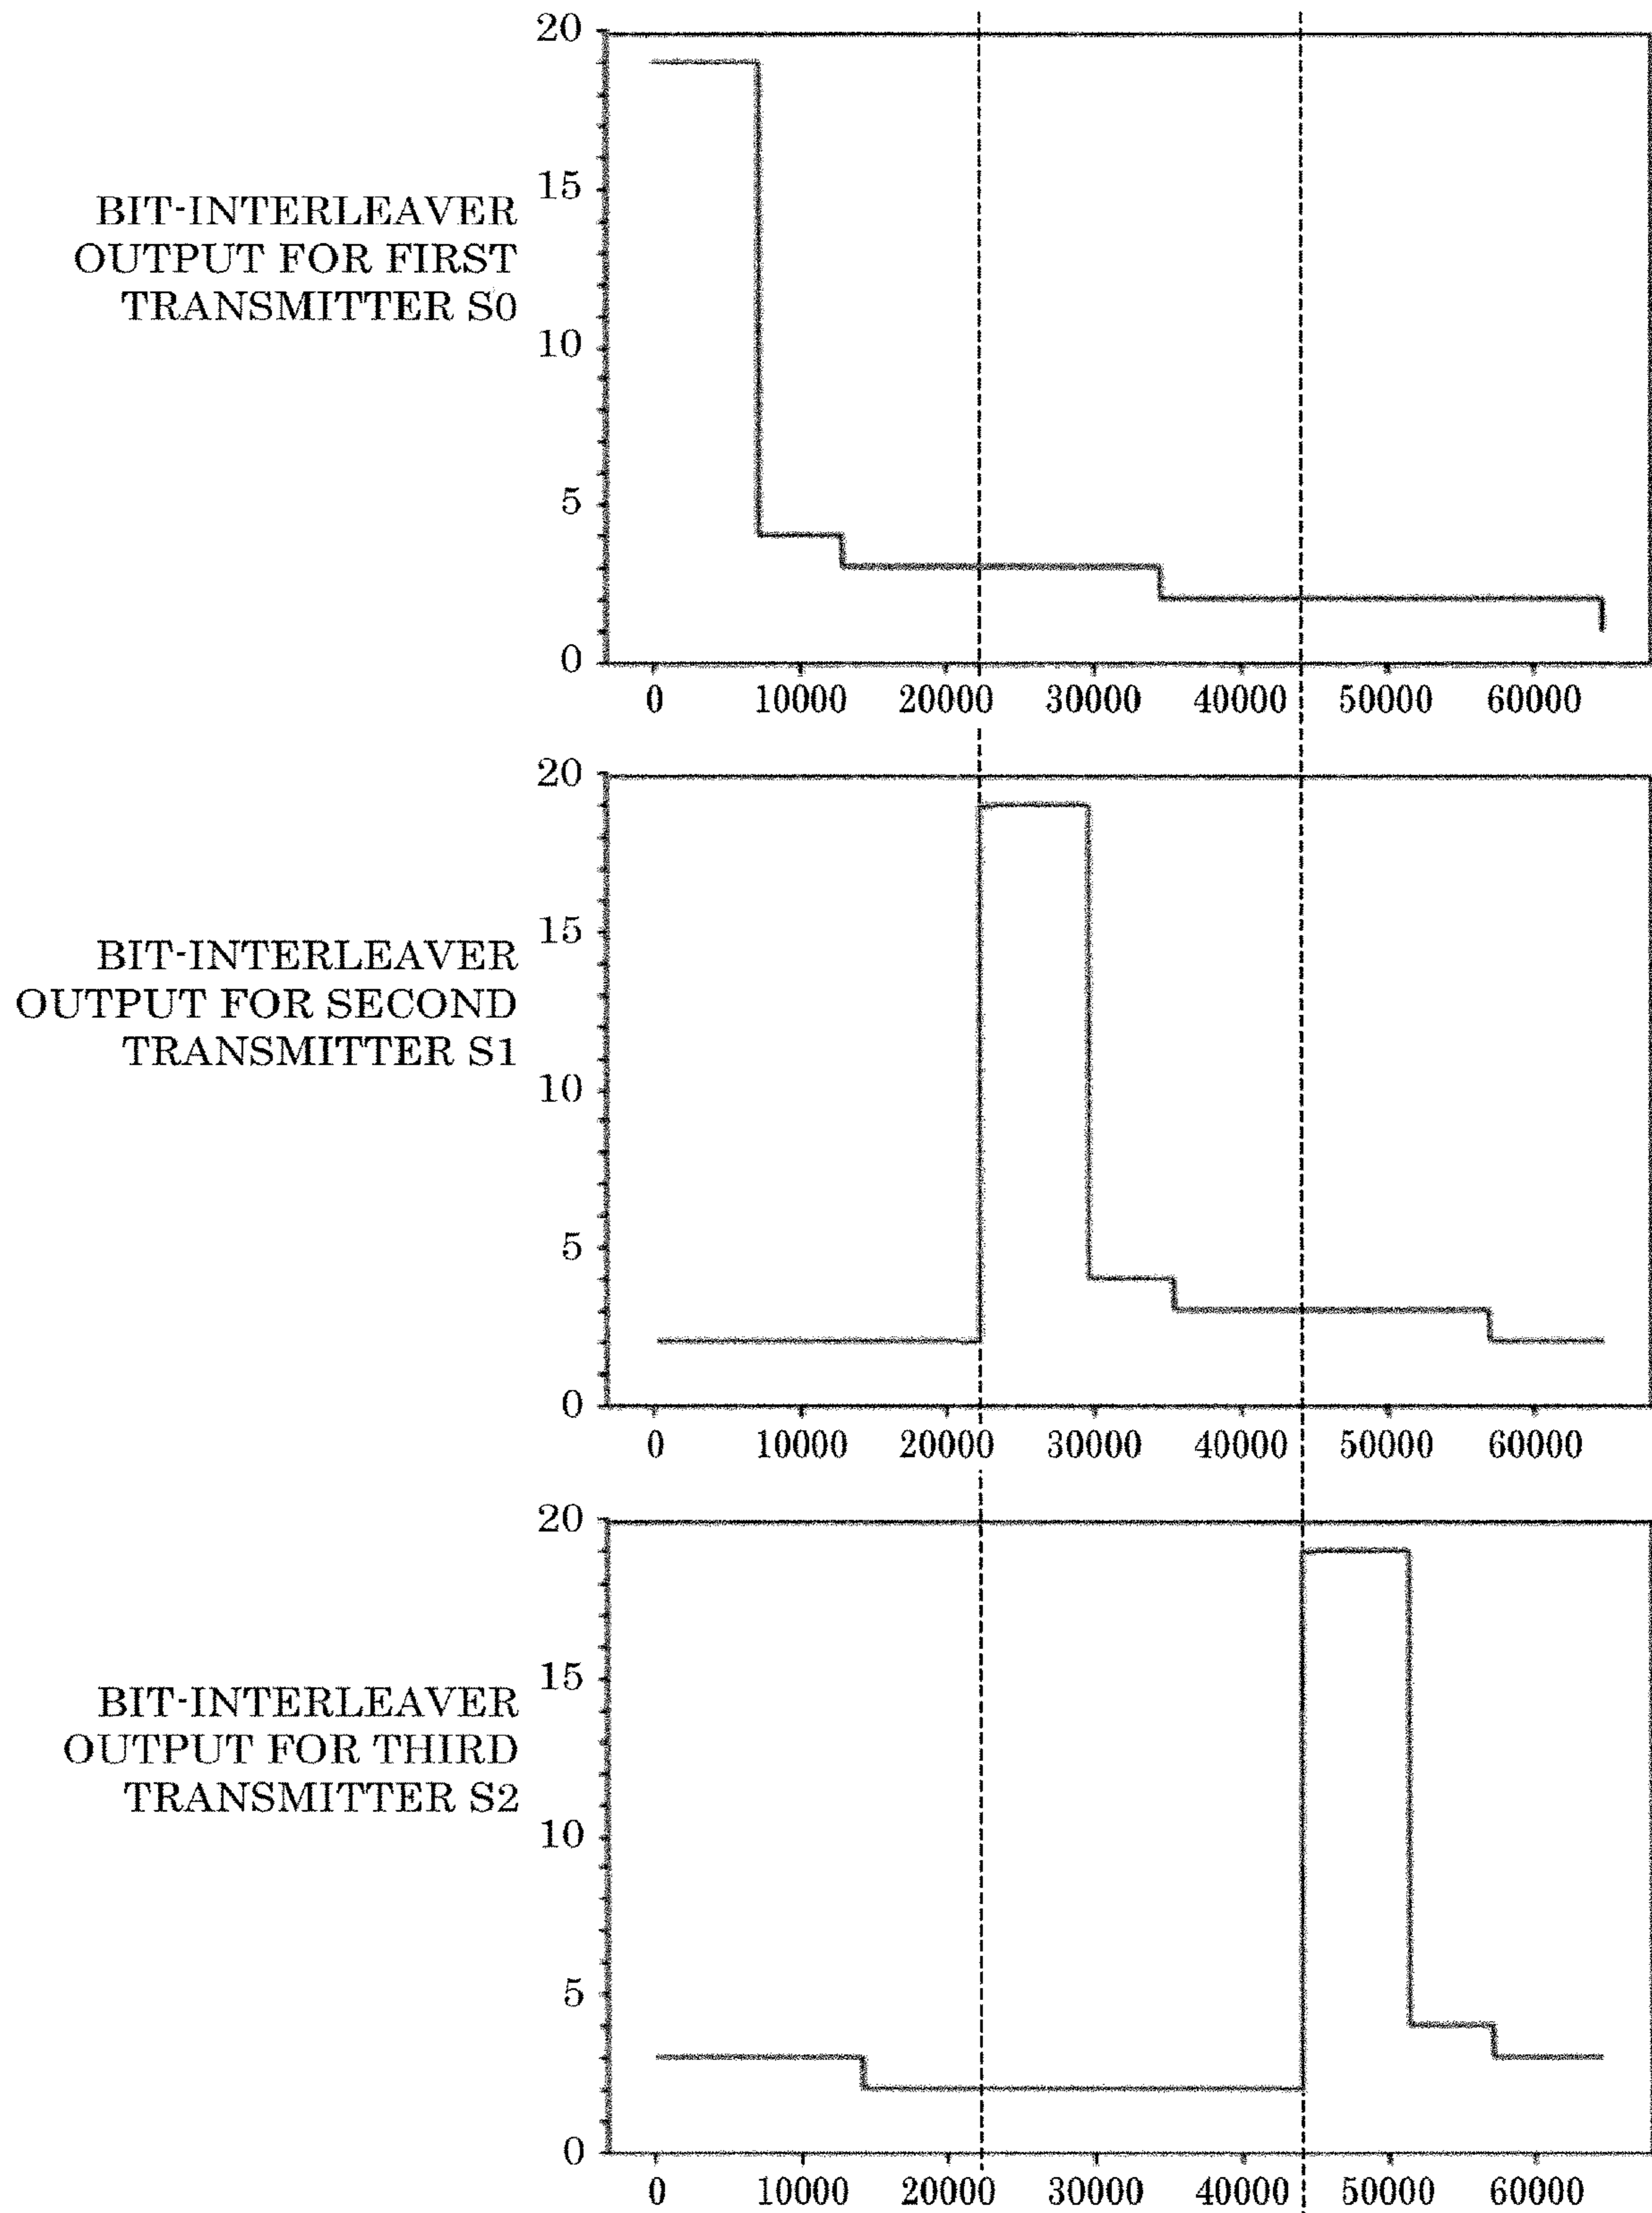 20
15
BIT-INTERLEAVER
OUTPUT FOR FIRST
TRANSMITTER S0
10
5
0
0 10000 20000 30000 40000 50000 60000
20
15
BIT-INTERLEAVER
OUTPUT FOR SECOND
TRANSMITTER S1
10
5
0
0 10000 20000 30000 40000 50000 60000
20
15
BIT-INTERLEAVER
OUTPUT FOR THIRD
TRANSMITTER S2
10
5
0
0 10000 20000 30000 40000 50000 60000